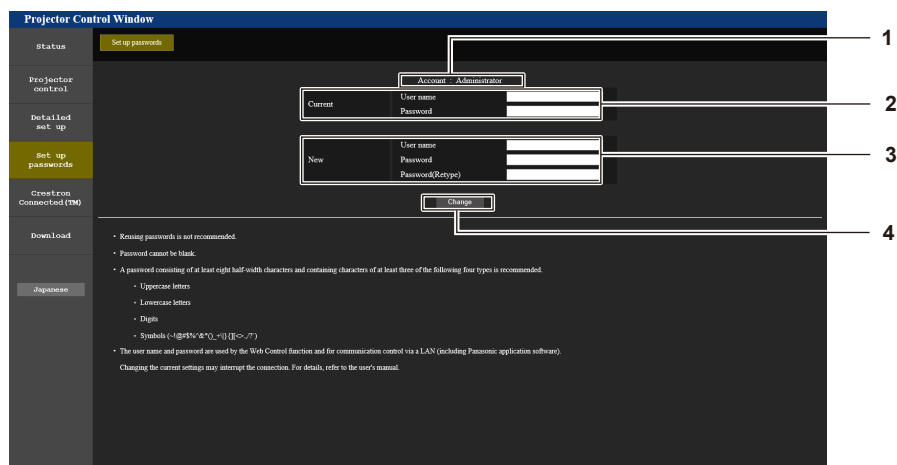 Projector Control Window
Status
Projector
control
Detailed
set up
Set up
passwords
Crestron
Connected(TM)
Download
Japanese
Set up passwords
Account : Administrator
Current
User name
Password
New
User name
Password
Password(Retype)
Change
• Reusing passwords is not recommended.
• Password cannot be blank.
• A password consisting of at least eight half-width characters and containing characters of at least three of the following four types is recommended.
• Uppercase letters
• Lowercase letters
• Digits
• Symbols (~!@#$%^&*()_+\|}{][<>.,/?')
• The user name and password are used by the Web Control function and for communication control via a LAN (including Panasonic application software).
Changing the current settings may interrupt the connection. For details, refer to the user's manual.
1
2
3
4